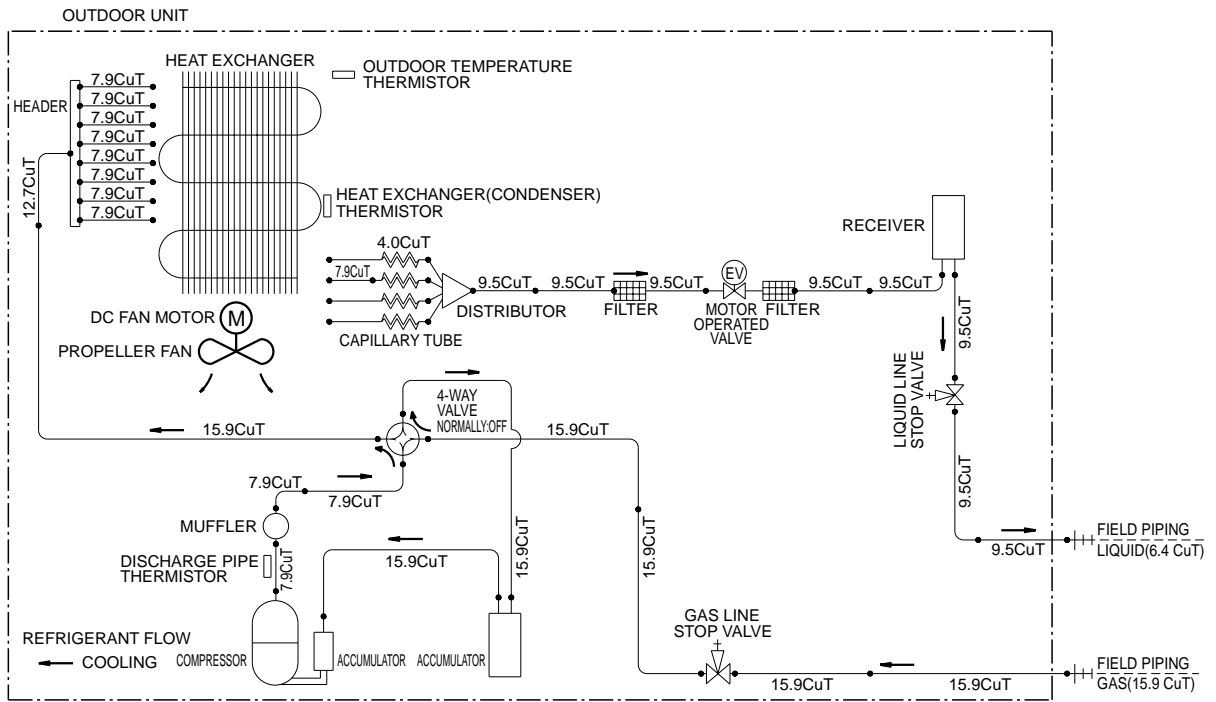 OUTDOOR UNIT
HEAT EXCHANGER
OUTDOOR TEMPERATURE
THERMISTOR
HEADER
7.9CuT
7.9CuT
7.9CuT
7.9CuT
7.9CuT
7.9CuT
7.9CuT
7.9CuT
12.7CuT
HEAT EXCHANGER(CONDENSER)
THERMISTOR
RECEIVER
4.0CuT
7.9CuT
9.5CuT
9.5CuT
9.5CuT
EV
9.5CuT
9.5CuT
DISTRIBUTOR
FILTER
MOTOR
OPERATED
VALVE
FILTER
CAPILLARY TUBE
DC FAN MOTOR
M
PROPELLER FAN
9.5CuT
LIQUID LINE
STOP VALVE
9.5CuT
4-WAY
VALVE
NORMALLY:OFF
15.9CuT
15.9CuT
7.9CuT
7.9CuT
MUFFLER
DISCHARGE PIPE
THERMISTOR
7.9CuT
15.9CuT
15.9CuT
15.9CuT
9.5CuT
FIELD PIPING
LIQUID(6.4 CuT)
GAS LINE
STOP VALVE
REFRIGERANT FLOW
COOLING
COMPRESSOR
ACCUMULATOR
ACCUMULATOR
15.9CuT
15.9CuT
FIELD PIPING
GAS(15.9 CuT)